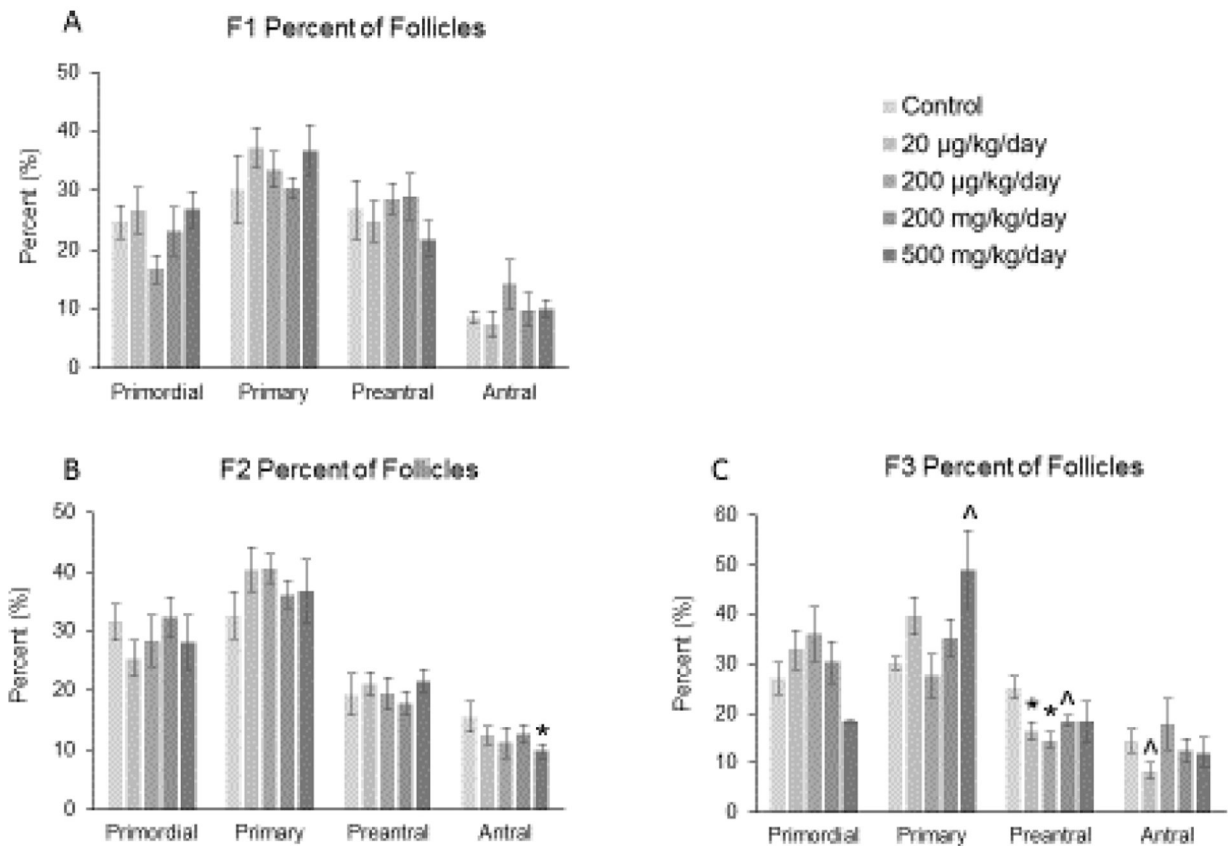 A
F1 Percent of Follicles
50
40
30
20
10
0
Percent (%)
Primordial
Primary
Preantral
Antral
Control
20 µg/kg/day
200 µg/kg/day
200 mg/kg/day
500 mg/kg/day
B
F2 Percent of Follicles
50
40
30
20
10
0
Percent (%)
*
Primordial
Primary
Preantral
Antral
C
F3 Percent of Follicles
60
50
40
30
20
10
0
Percent (%)
^
* * ^
^
Primordial
Primary
Preantral
Antral